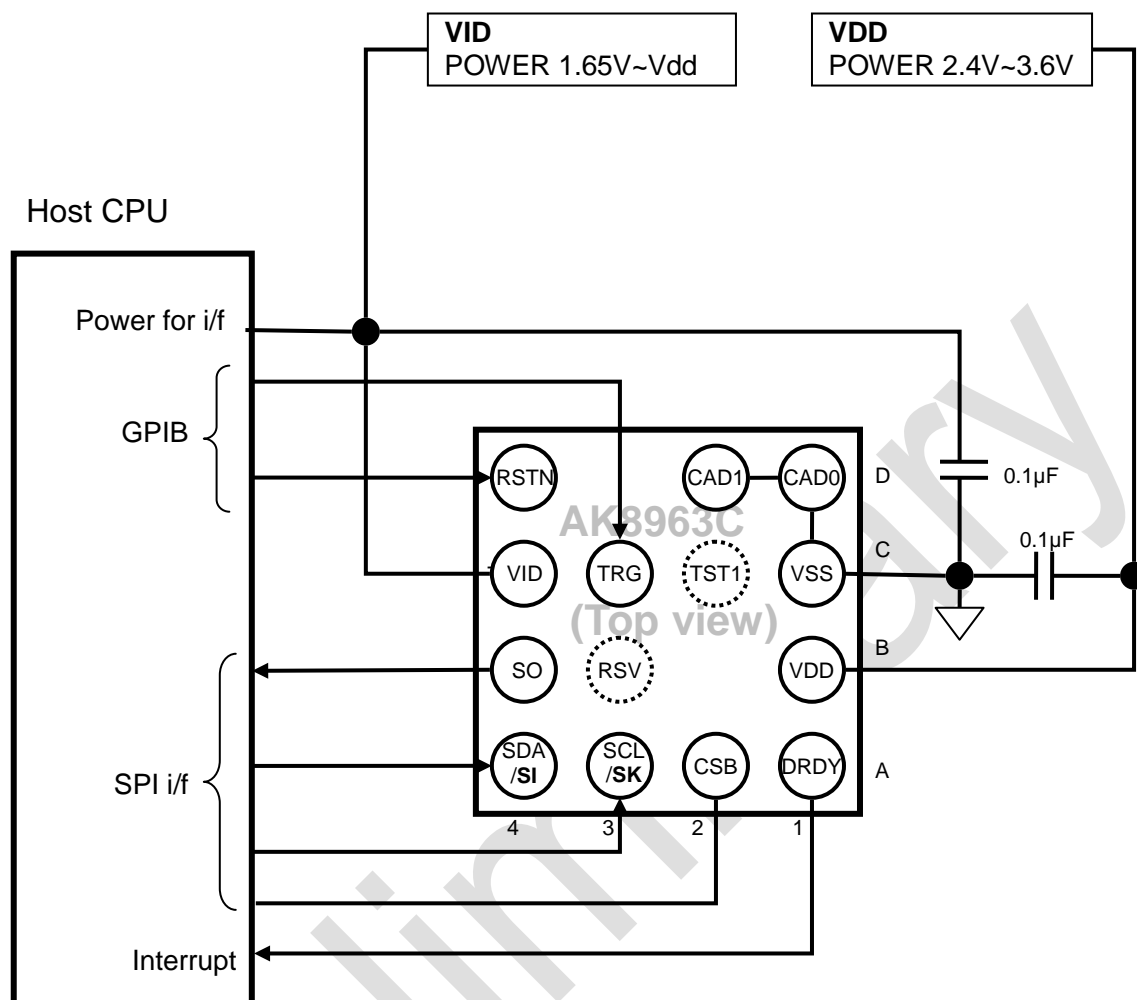 VID
POWER 1.65V~Vdd
VDD
POWER 2.4V~3.6V
Host CPU
Power for i/f
GPIB
RSTN
CAD1
CAD0
D
0.1µF
AK8963C
VID
TRG
TST1
VSS
C
0.1µF
(Top view)
SO
RSV
VDD
B
SPI i/f
SDA
/SI
SCL
/SK
CSB
DRDY
A
4
3
2
1
Interrupt